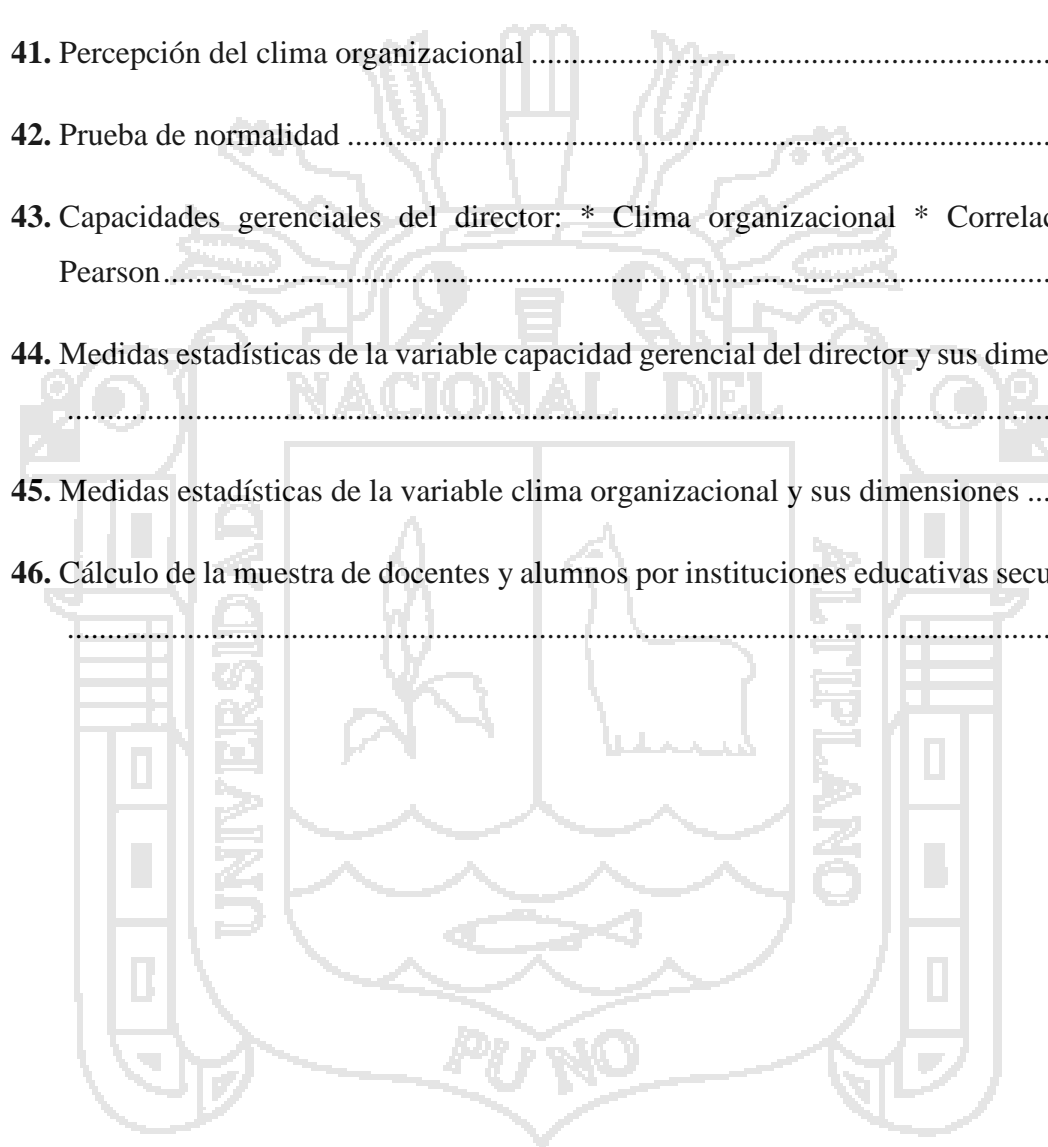 41. Percepción del clima organizacional ....................................................................
42. Prueba de normalidad ...........................................................................................
43. Capacidades gerenciales del director: * Clima organizacional * Correlac
Pearson..................................................................................................................
44. Medidas estadísticas de la variable capacidad gerencial del director y sus dime
.............................................................................................................................
45. Medidas estadísticas de la variable clima organizacional y sus dimensiones ...
46. Cálculo de la muestra de docentes y alumnos por instituciones educativas secu
.............................................................................................................................
NACIONAL DEL
UNIVERSIDAD
ALTIPLANO
PUNO